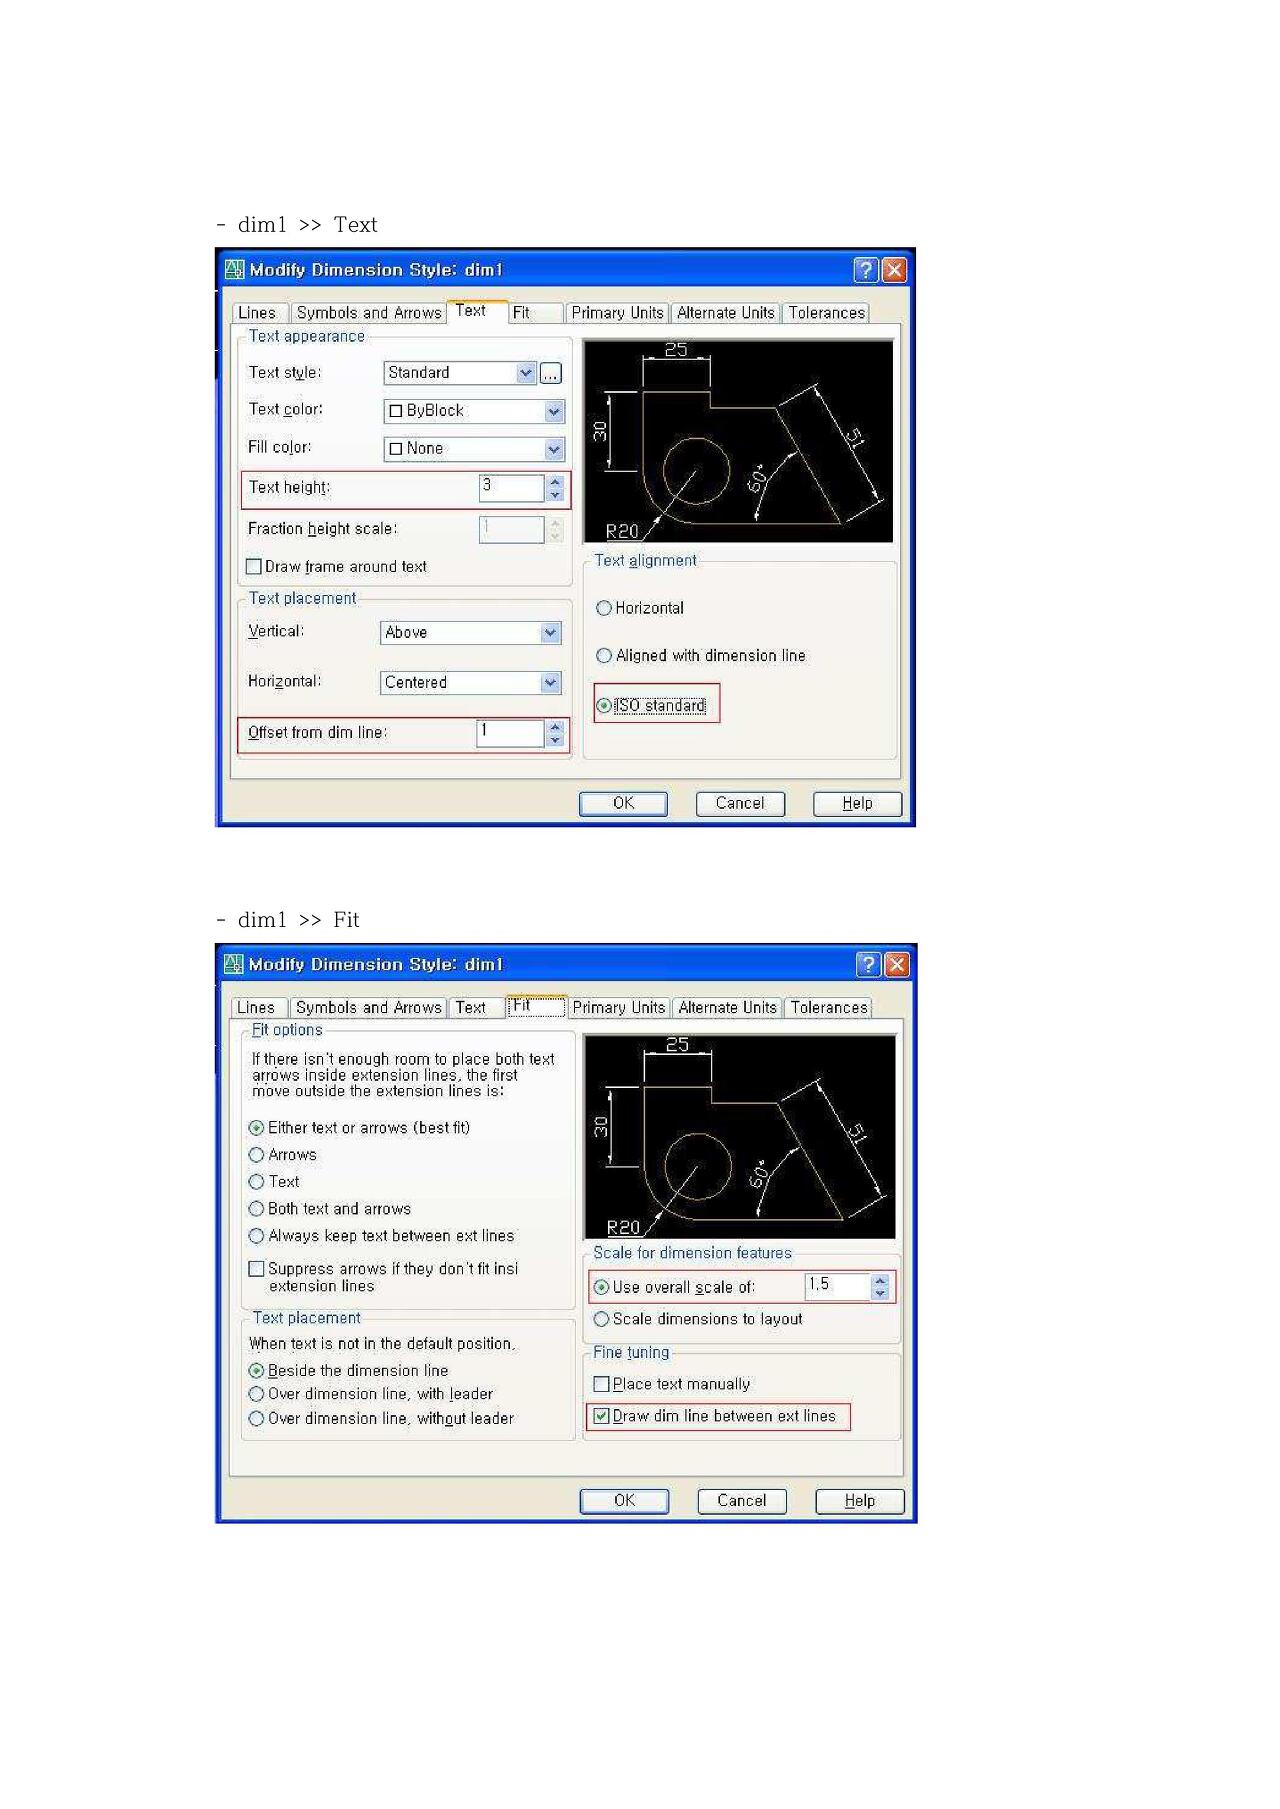 - dim1 >> Text
Modify Dimension Style: dim1
Lines Symbols and Arrows Text Fit Primary Units Alternate Units Tolerances
Text appearance
Text style: Standard ...
Text color: ByBlock
Fill color: None
Text height: 3
Fraction height scale: 1
Draw frame around text
Text placement
Vertical: Above
Horizontal: Centered
Offset from dim line: 1
25
30
51
60°
R20
Text alignment
Horizontal
Aligned with dimension line
ISO standard
OK Cancel Help
- dim1 >> Fit
Modify Dimension Style: dim1
Lines Symbols and Arrows Text Fit Primary Units Alternate Units Tolerances
Fit options
If there isn't enough room to place both text
arrows inside extension lines, the first
move outside the extension lines is:
Either text or arrows (best fit)
Arrows
Text
Both text and arrows
Always keep text between ext lines
Suppress arrows if they don't fit insi
extension lines
Text placement
When text is not in the default position,
Beside the dimension line
Over dimension line, with leader
Over dimension line, without leader
25
30
51
60°
R20
Scale for dimension features
Use overall scale of: 1,5
Scale dimensions to layout
Fine tuning
Place text manually
Draw dim line between ext lines
OK Cancel Help